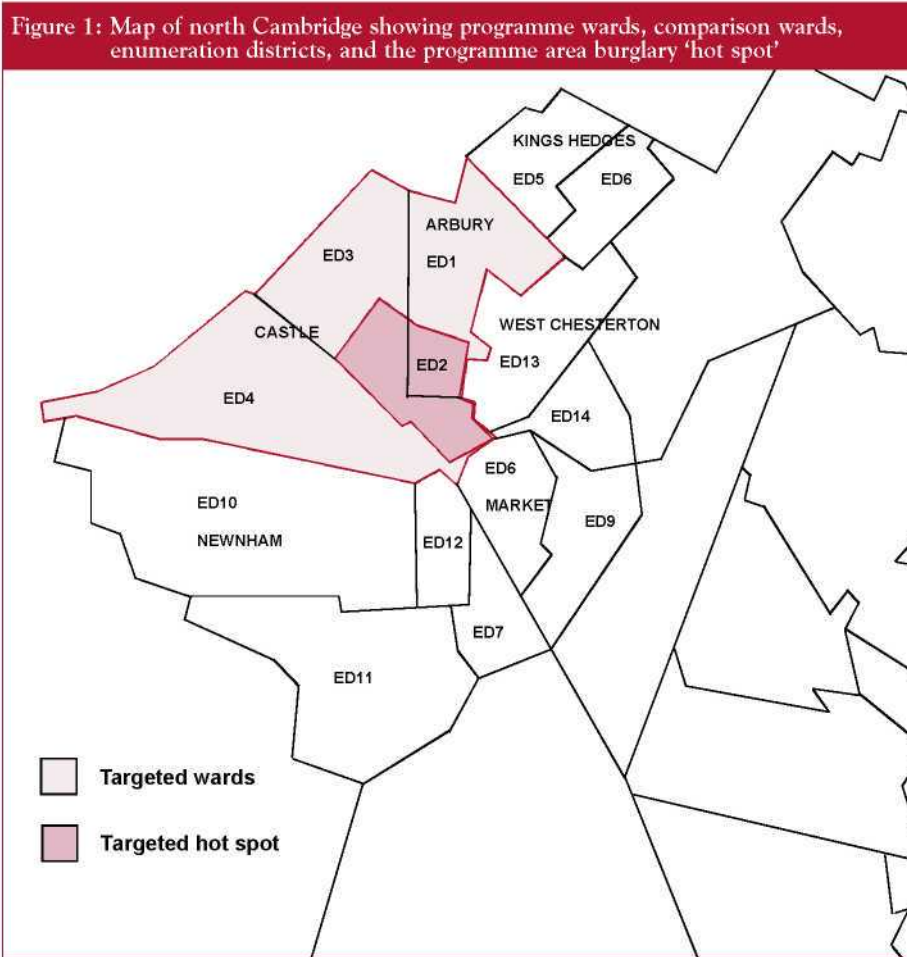 Figure 1: Map of north Cambridge showing programme wards, comparison wards,
enumeration districts, and the programme area burglary ‘hot spot’
KINGS HEDGES
ED5
ED6
ARBURY
ED3
ED1
CASTLE
WEST CHESTERTON
ED2
ED13
ED4
ED14
ED6
ED10
MARKET
ED9
NEWNHAM
ED12
ED7
ED11
Targeted wards
Targeted hot spot